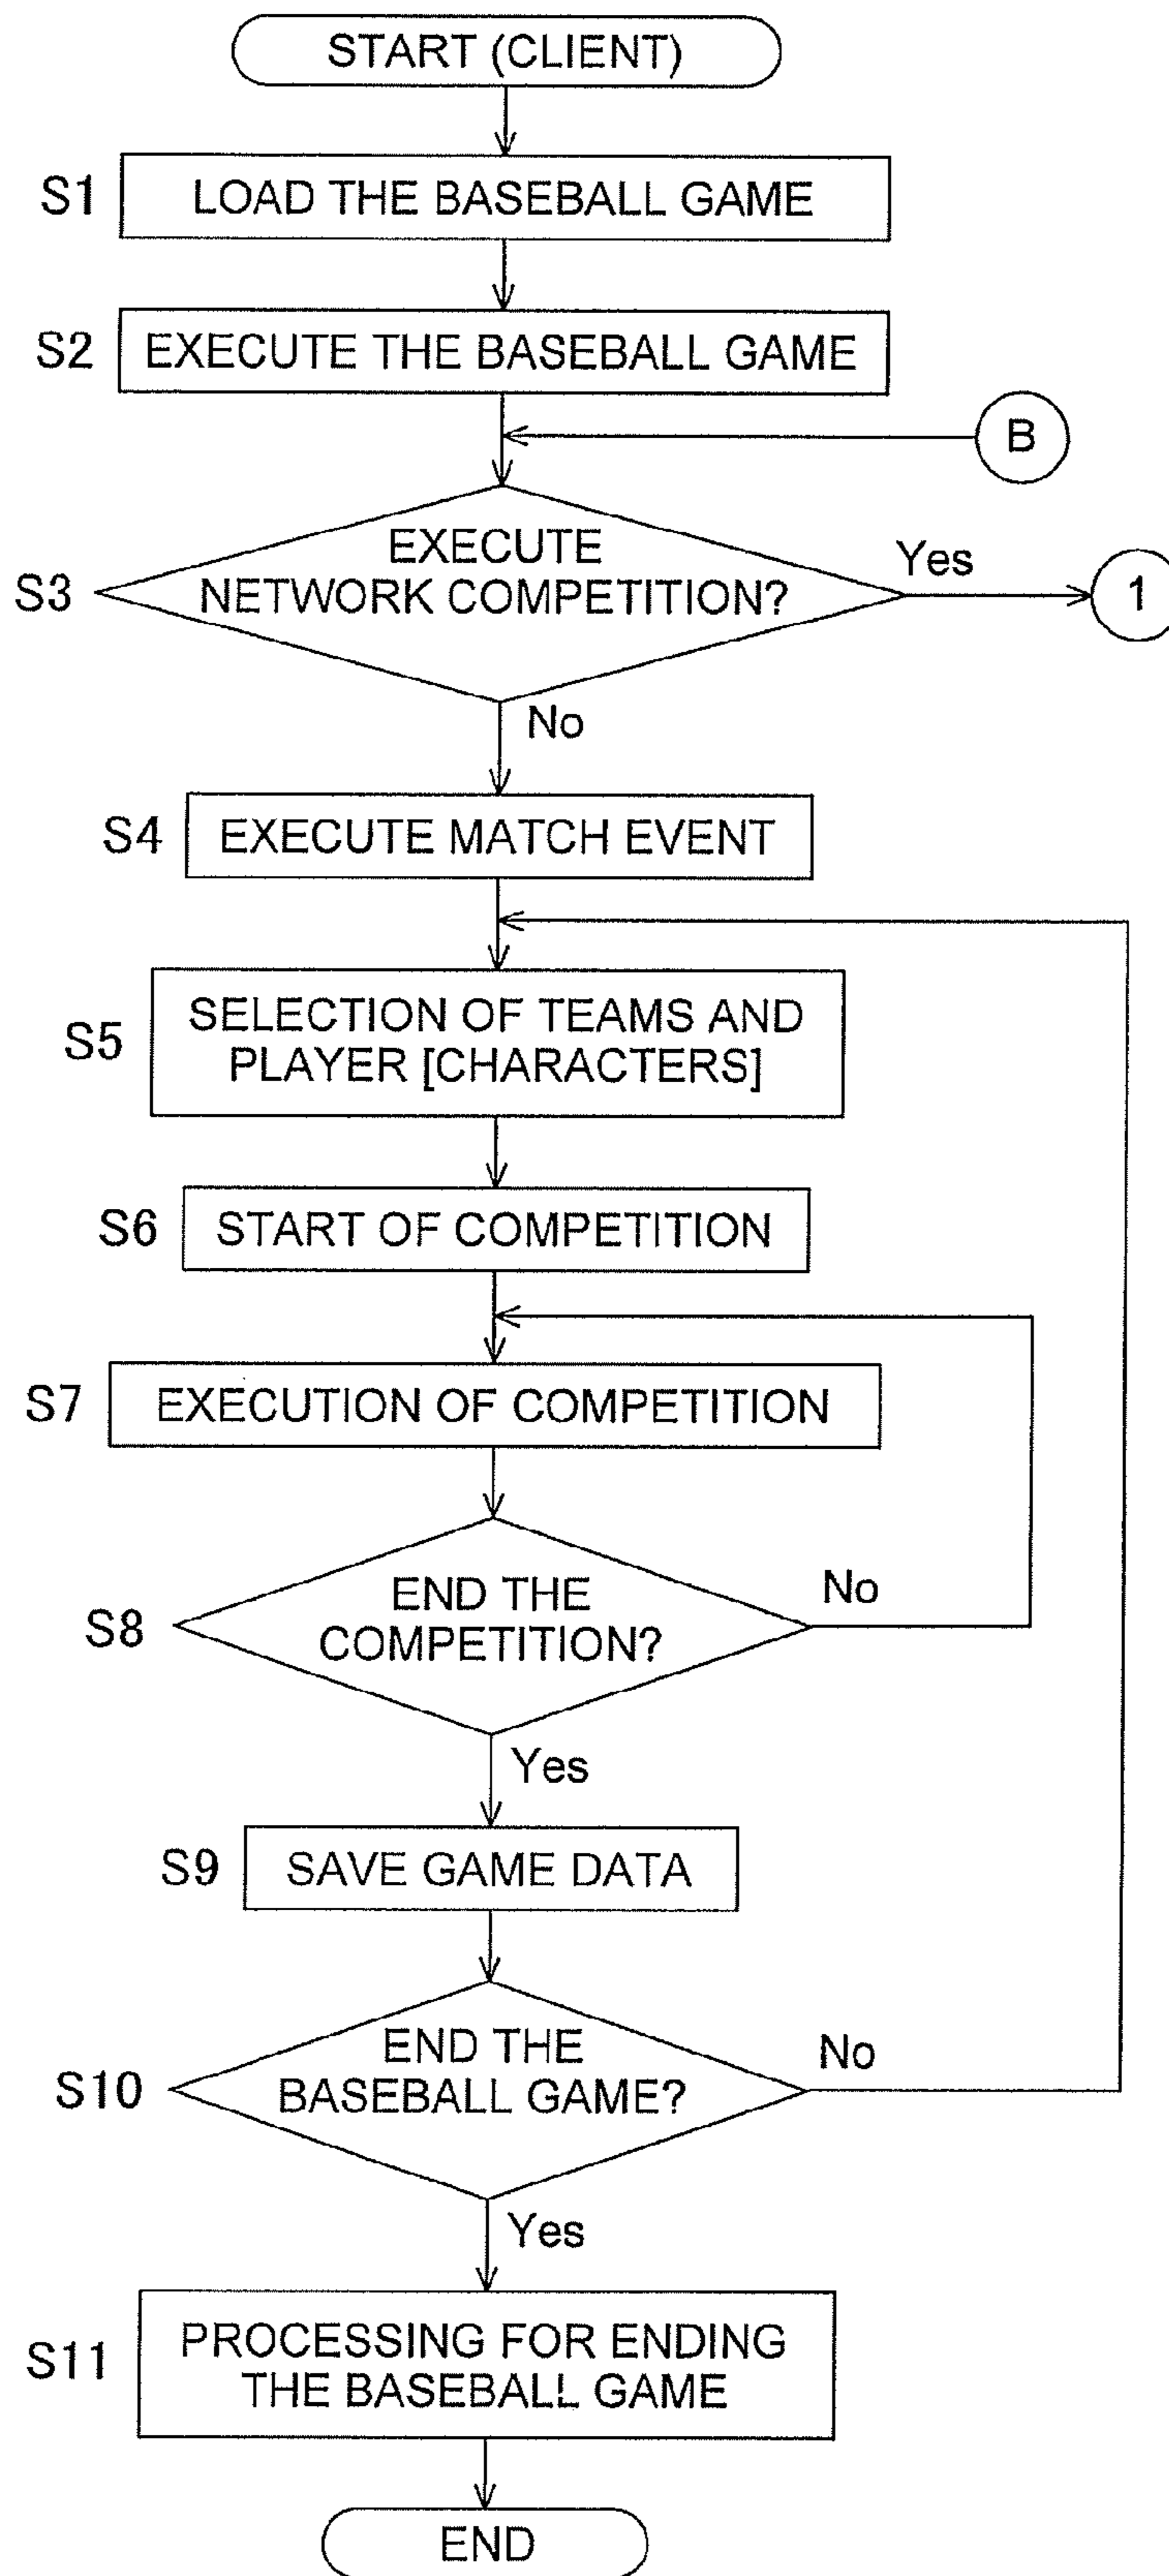 START (CLIENT)
S1 LOAD THE BASEBALL GAME
S2 EXECUTE THE BASEBALL GAME
B
S3 EXECUTE
NETWORK COMPETITION?
Yes
1
No
S4 EXECUTE MATCH EVENT
S5 SELECTION OF TEAMS AND
PLAYER [CHARACTERS]
S6 START OF COMPETITION
S7 EXECUTION OF COMPETITION
S8 END THE
COMPETITION?
No
Yes
S9 SAVE GAME DATA
S10 END THE
BASEBALL GAME?
No
Yes
S11 PROCESSING FOR ENDING
THE BASEBALL GAME
END